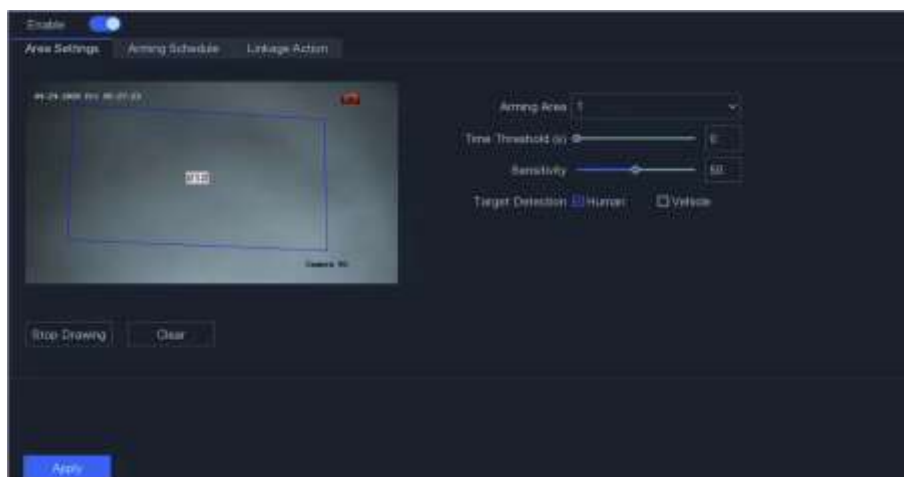 Enable
Area Settings Arming Schedule Linkage Action
Arming Area 1
Time Threshold (s) 0
Sensitivity 50
Target Detection Human Vehicle
Camera
Stop Drawing Clear
Apply